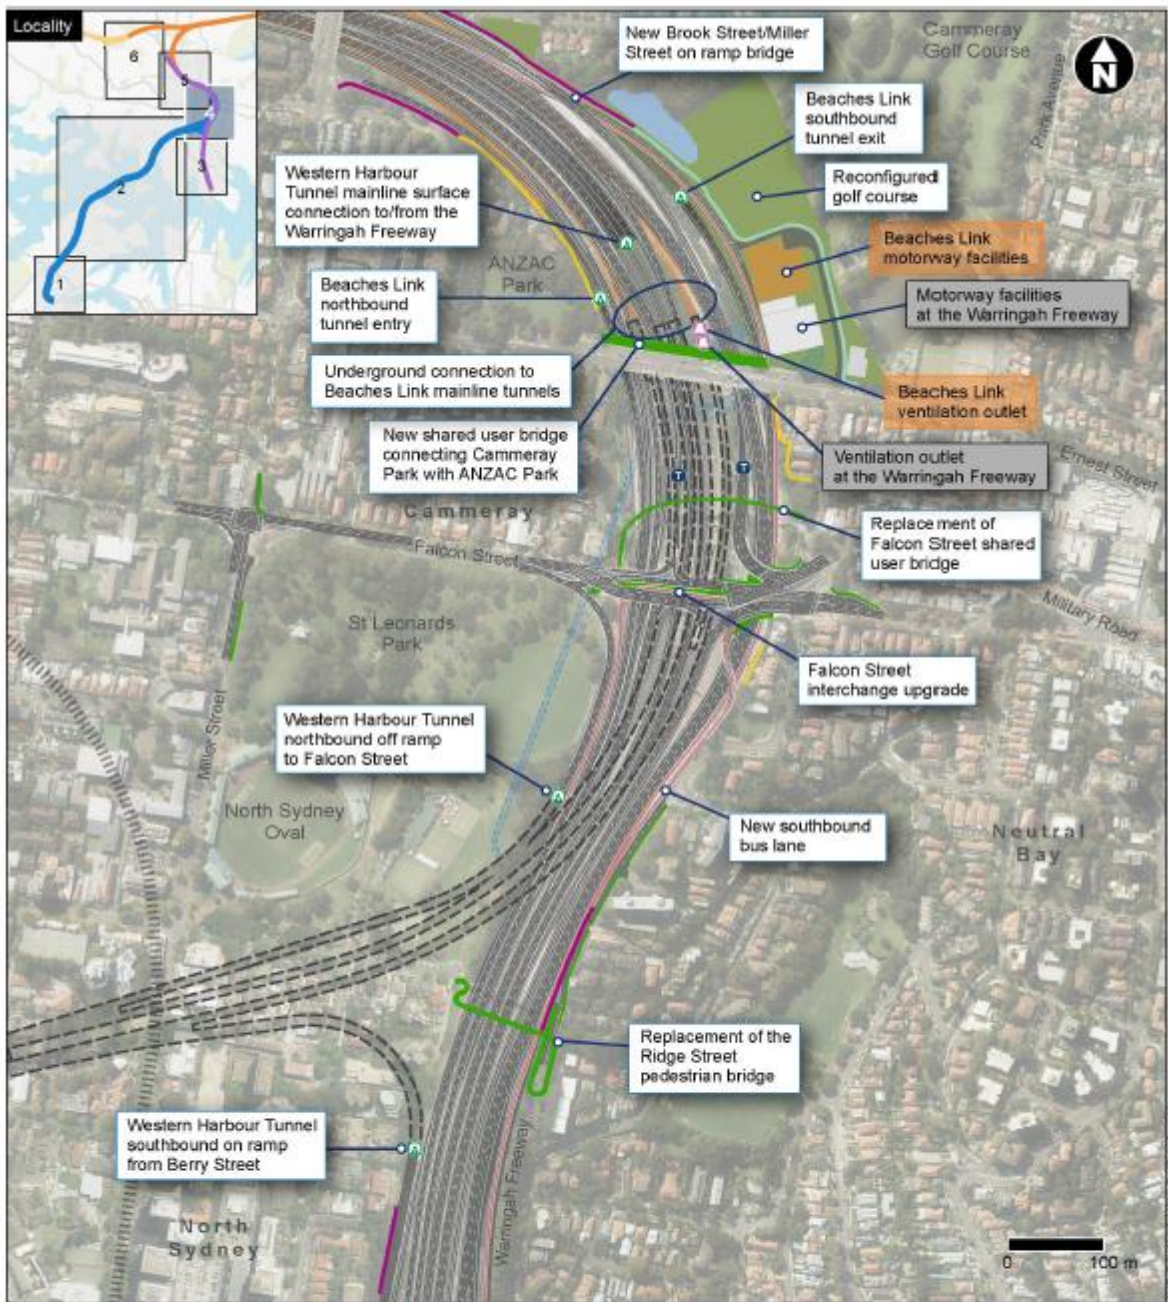 Locality
6
5
4
3
2
1
N
New Brook Street/Miller
Street on ramp bridge
Cammeray
Golf Course
Park Avenue
Beaches Link
southbound
tunnel exit
Western Harbour
Tunnel mainline surface
connection to/from the
Warringah Freeway
Reconfigured
golf course
Beaches Link
motorway facilities
ANZAC
Park
Beaches Link
northbound
tunnel entry
Motorway facilities
at the Warringah Freeway
Underground connection to
Beaches Link mainline tunnels
Beaches Link
ventilation outlet
New shared user bridge
connecting Cammeray
Park with ANZAC Park
Ventilation outlet
at the Warringah Freeway
Ernest Street
T
T
Cammeray
Replacement of
Falcon Street shared
user bridge
Falcon Street
Military Road
St Leonards
Park
Falcon Street
interchange upgrade
Miller Street
Western Harbour Tunnel
northbound off ramp
to Falcon Street
North Sydney
Oval
New southbound
bus lane
Neutral
Bay
Replacement of the
Ridge Street
pedestrian bridge
Western Harbour Tunnel
southbound on ramp
from Berry Street
Warringah Freeway
North
Sydney
0 100 m